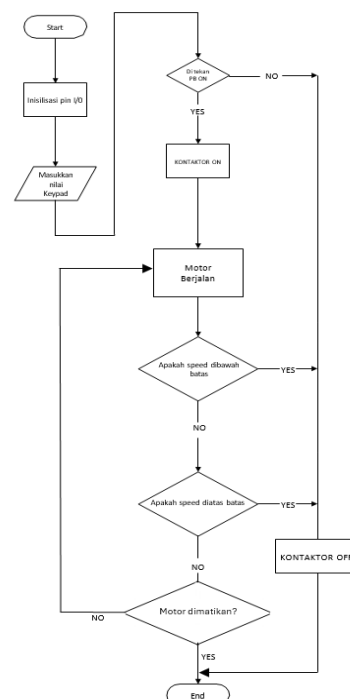 Start
Inisilisasi pin I/0
Masukkan
nilai
Keypad
Ditekan
PB ON
NO
YES
KONTAKTOR ON
Motor
Berjalan
Apakah speed dibawah
batas
YES
NO
Apakah speed diatas batas
YES
KONTAKTOR OFF
NO
Motor dimatikan?
NO
YES
End